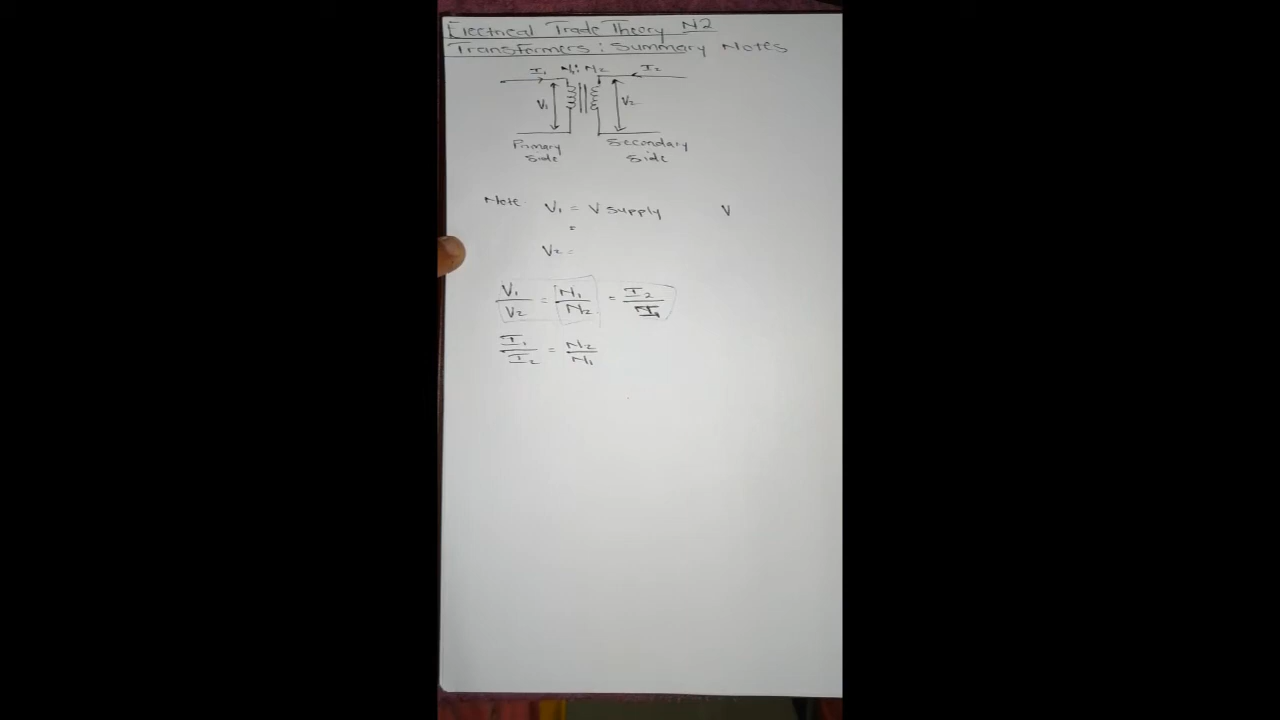 Electrical Trade Theory N2
Transformers : Summary Notes
I1 N1 : N2 I2
V1 V2
Primary Side
Secondary Side
Note V1 = V supply V
=
V2 =
V1/V2 = N1/N2 = I2/I1
I1/I2 = N2/N1